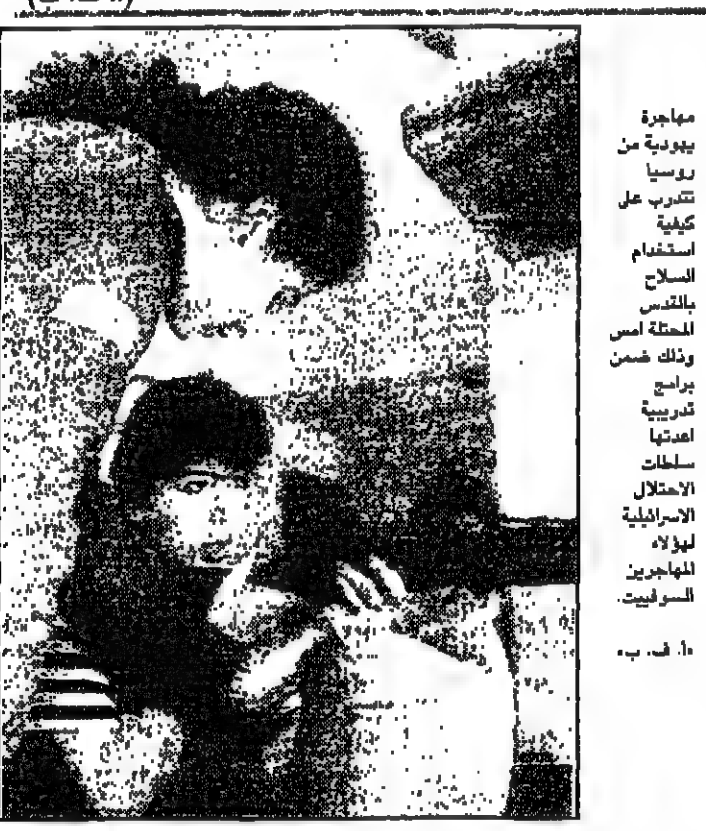 مهاجرة
يهودية من
روسيا
تتدرب على
كيفية
استخدام
السلاح
بالقدس
المحتلة امس
وذلك ضمن
برامج
تدريبية
اعدتها
سلطات
الاحتلال
الاسرائيلية
لهؤلاء
المهاجرين
السوفييت.
«أ. ف. ب»